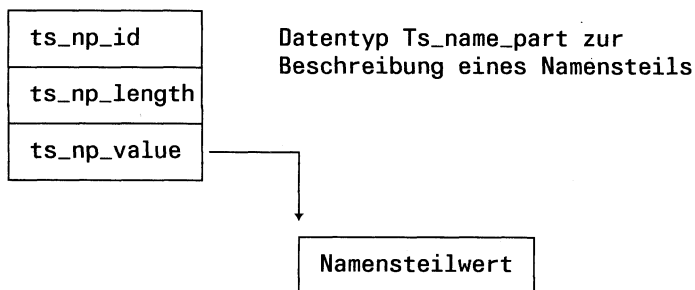 ts_np_id
Datentyp Ts_name_part zur
Beschreibung eines Namensteils
ts_np_length
ts_np_value
Namensteilwert